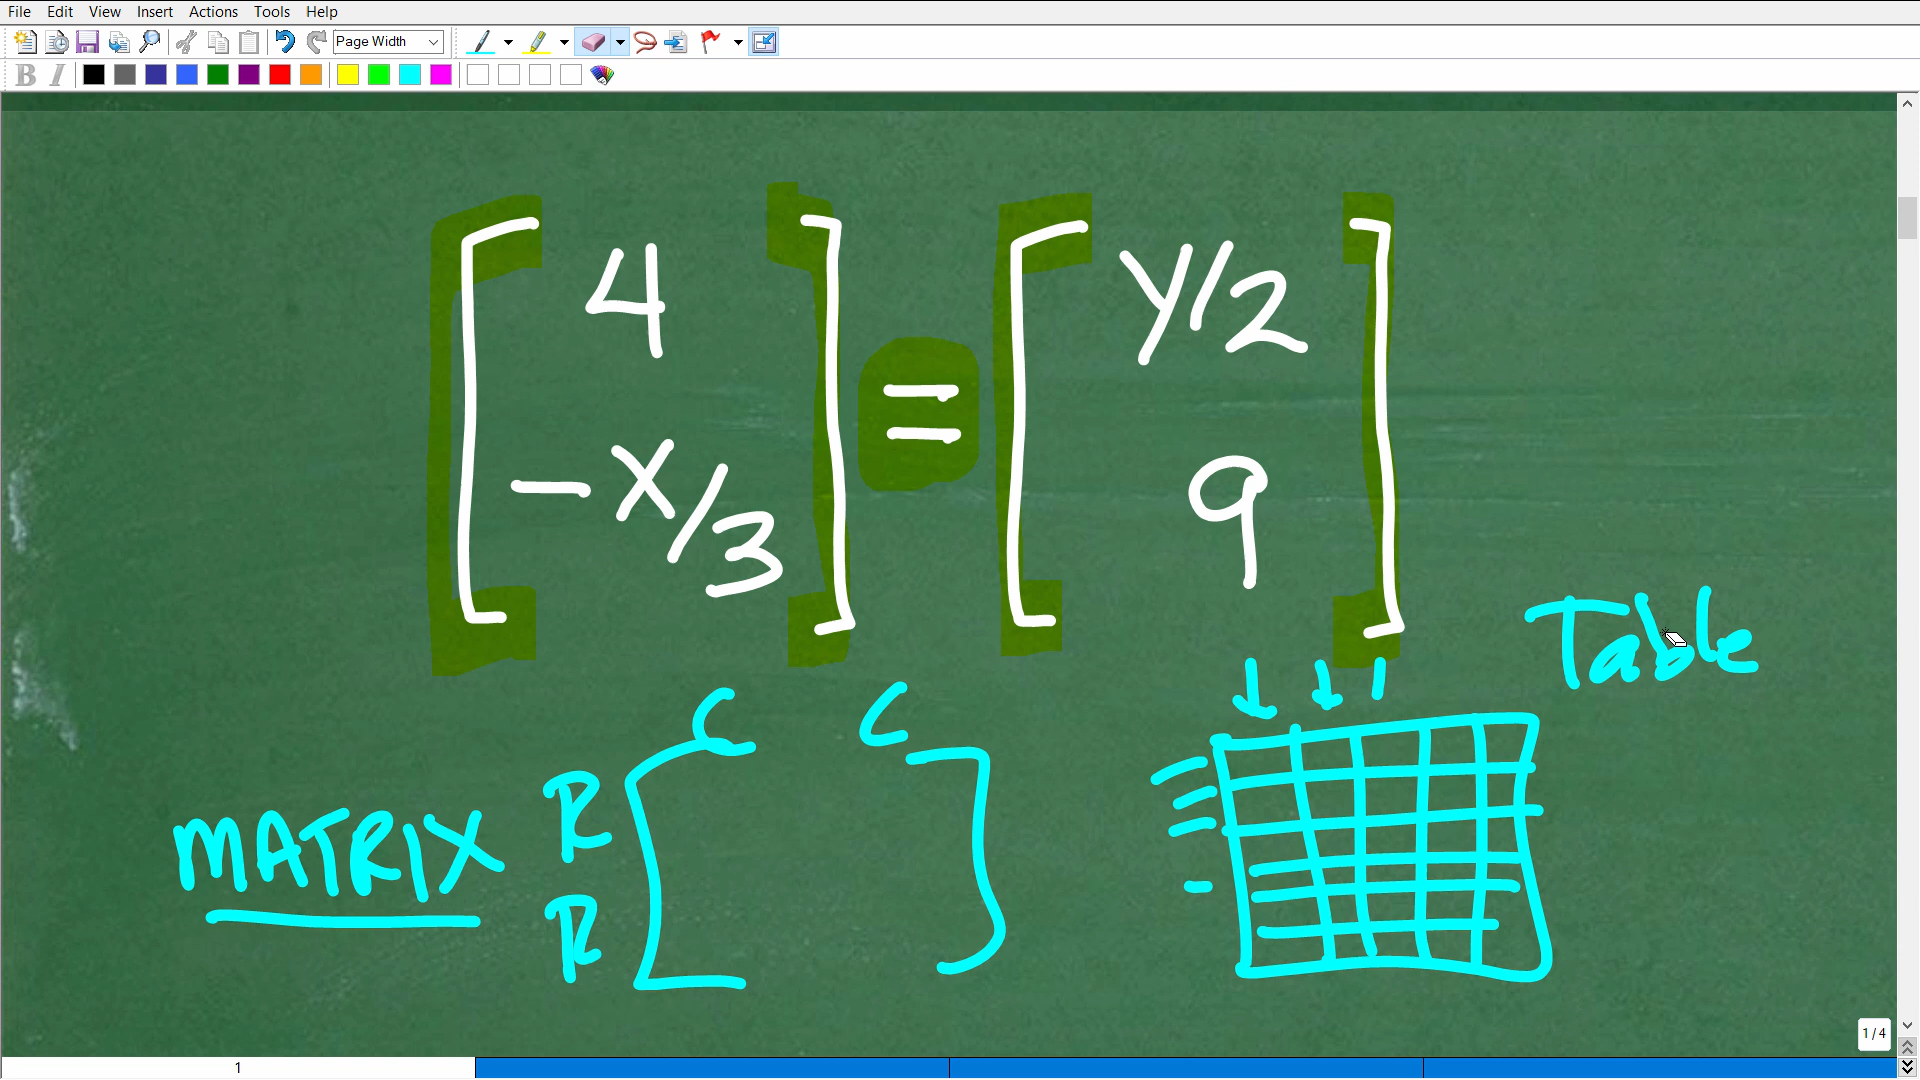 File Edit View Insert Actions Tools Help
Page Width
B I
4 = y/2
-x/3 9
Table
C C
MATRIX R
R
1 / 4
1